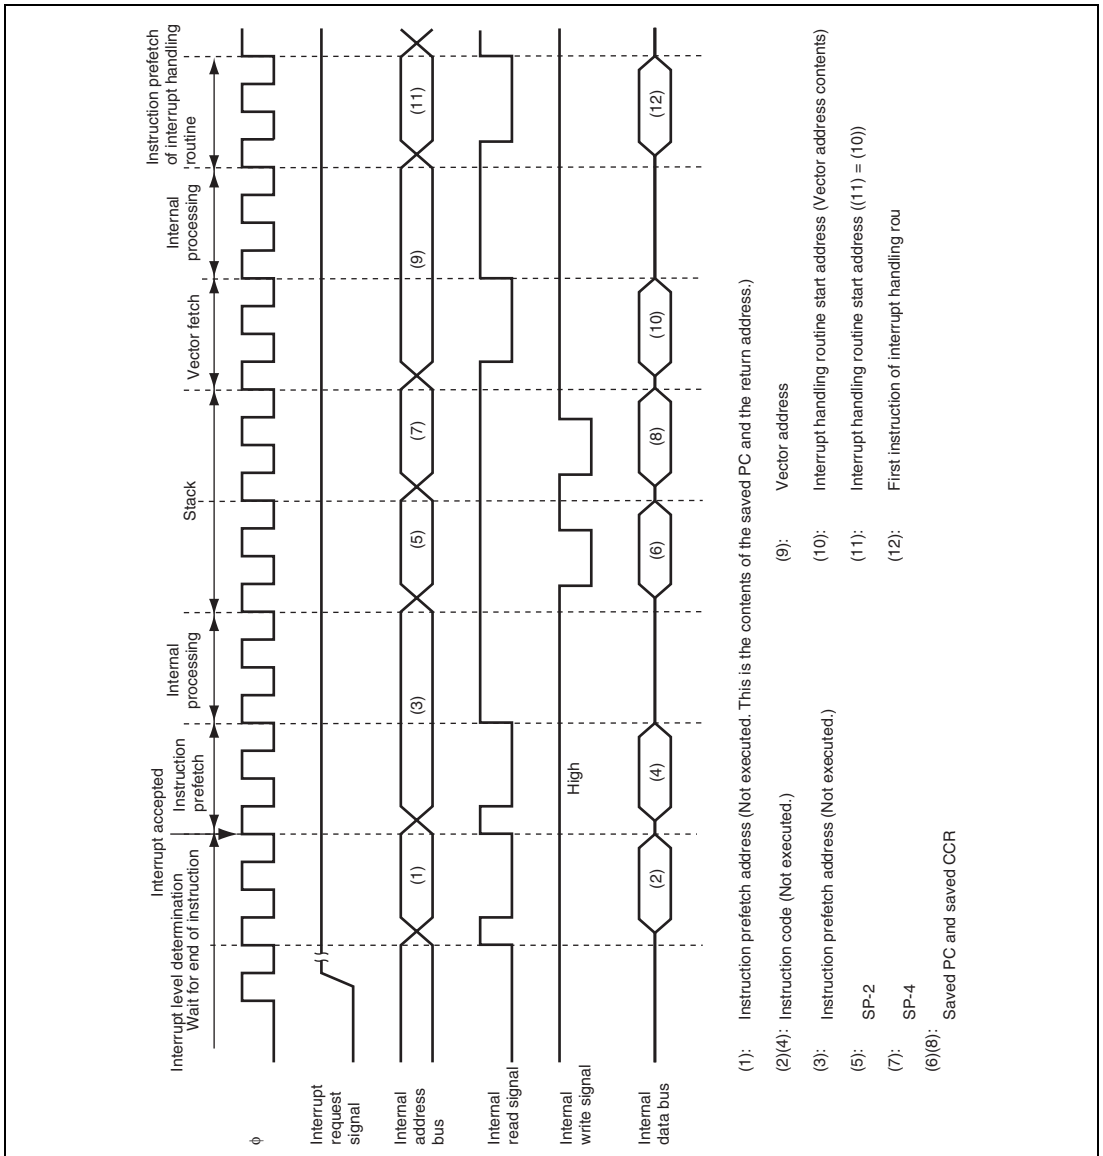 Interrupt level determination
Wait for end of instruction
Interrupt accepted
Instruction
prefetch
Internal
processing
Stack
Vector fetch
Internal
processing
Instruction prefetch
of interrupt handling
routine
φ
Interrupt
request
signal
Internal
address
bus
(1)
(3)
(5)
(7)
(9)
(11)
Internal
read signal
Internal
write signal
High
Internal
data bus
(2)
(4)
(6)
(8)
(10)
(12)
(1): Instruction prefetch address (Not executed. This is the contents of the saved PC and the return address.)
(2)(4): Instruction code (Not executed.)
(3): Instruction prefetch address (Not executed.)
(5): SP-2
(7): SP-4
(6)(8): Saved PC and saved CCR
(9): Vector address
(10): Interrupt handling routine start address (Vector address contents)
(11): Interrupt handling routine start address ((11) = (10))
(12): First instruction of interrupt handling rou